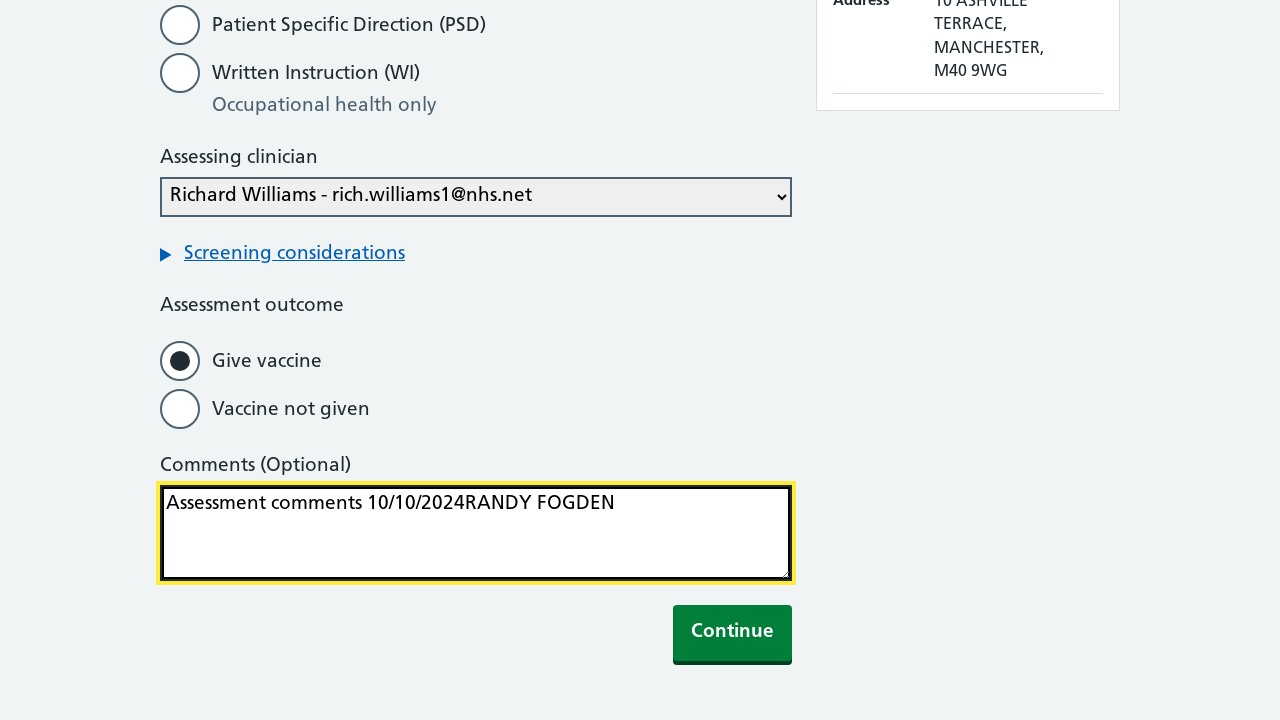 Patient Specific Direction (PSD)
Written Instruction (WI)
Occupational health only
Assessing clinician
Richard Williams - rich.williams1@nhs.net
Screening considerations
Assessment outcome
Give vaccine
Vaccine not given
Comments (Optional)
Assessment comments 10/10/2024RANDY FOGDEN
Continue
Address
10 ASHVILLE
TERRACE,
MANCHESTER,
M40 9WG